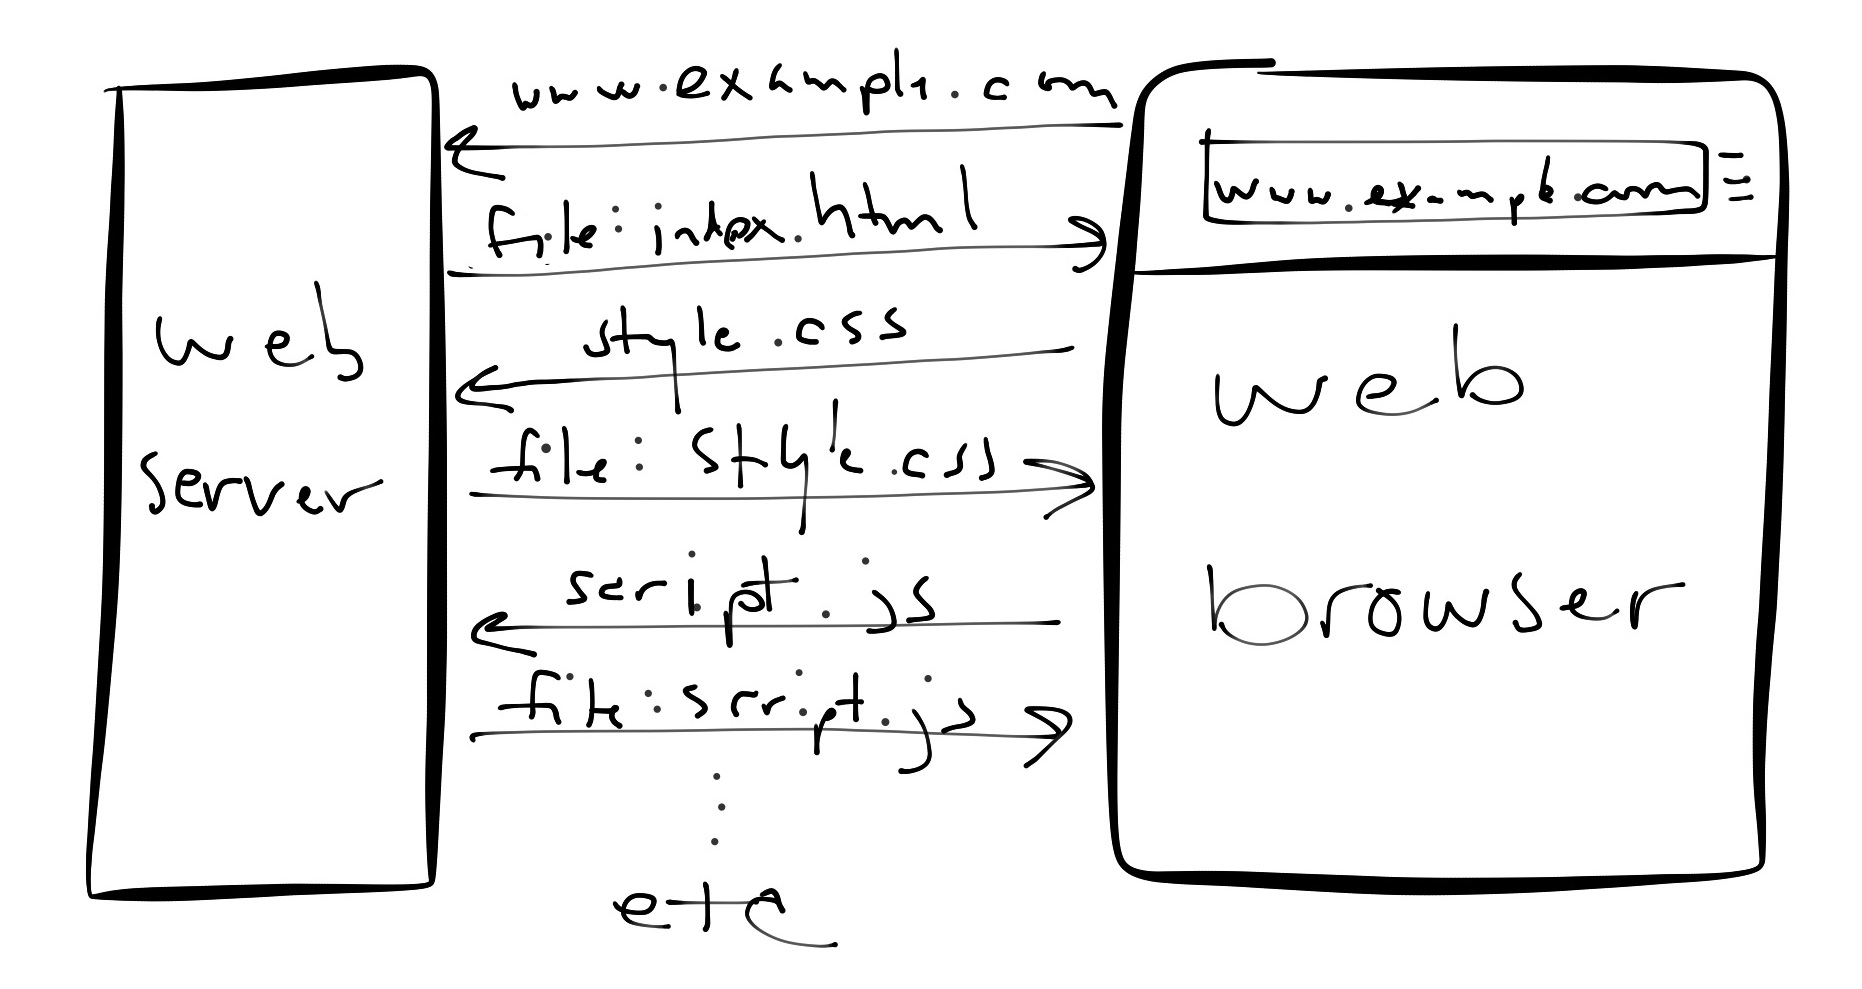 www.example.com
www.example.com
file: index.html
style.css
file: style.css
script.js
file: script.js
etc
web
server
web
browser